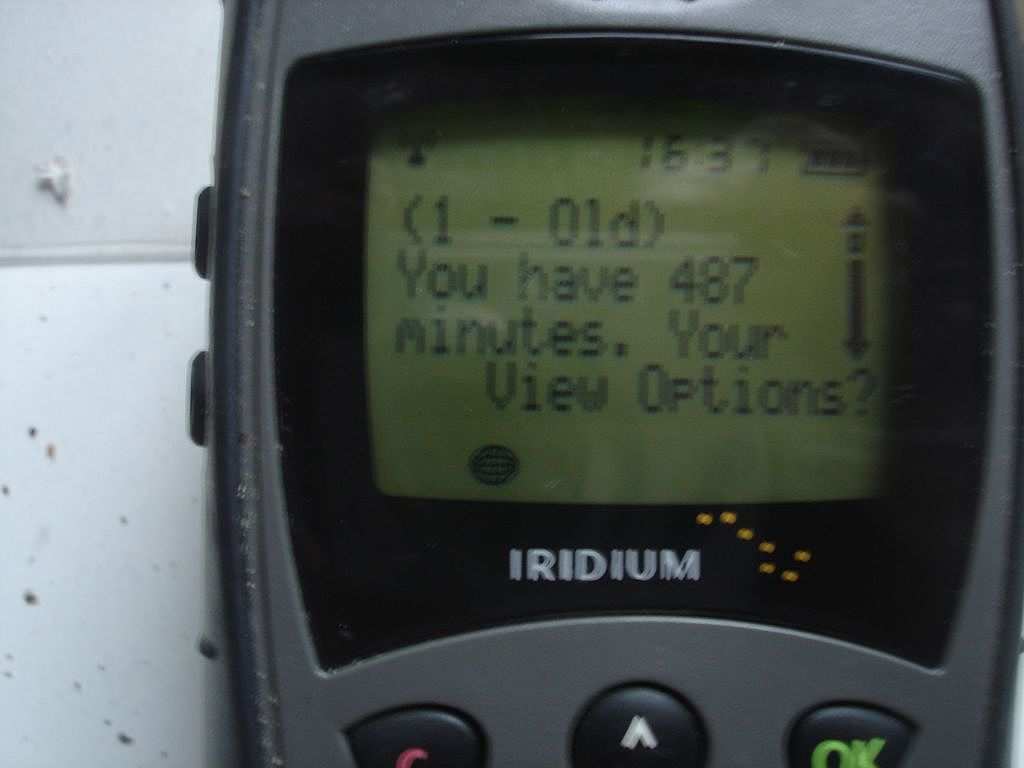 16:37
(1 - Old)
You have 487
minutes. Your
View Options?
IRIDIUM
C
OK